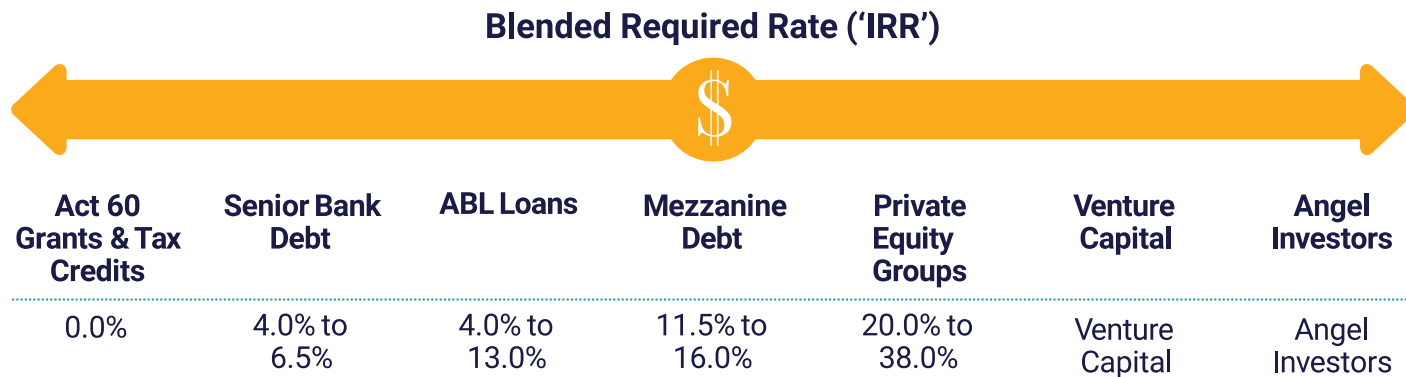 Blended Required Rate (‘IRR’)
$
Act 60
Grants & Tax
Credits
Senior Bank
Debt
ABL Loans
Mezzanine
Debt
Private
Equity
Groups
Venture
Capital
Angel
Investors
0.0%
4.0% to
6.5%
4.0% to
13.0%
11.5% to
16.0%
20.0% to
38.0%
Venture
Capital
Angel
Investors